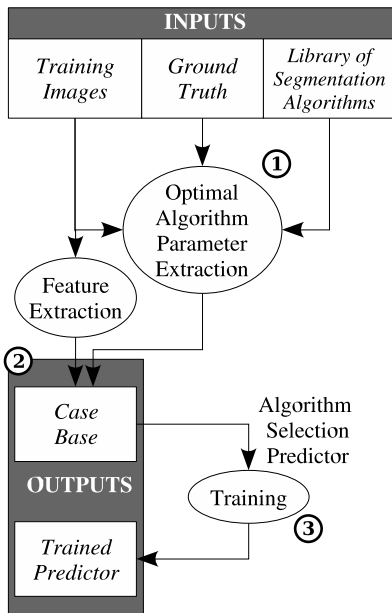 INPUTS
Training
Images
Ground
Truth
Library of
Segmentation
Algorithms
1
Optimal
Algorithm
Parameter
Extraction
Feature
Extraction
2
Case
Base
Algorithm
Selection
Predictor
OUTPUTS
Training
3
Trained
Predictor